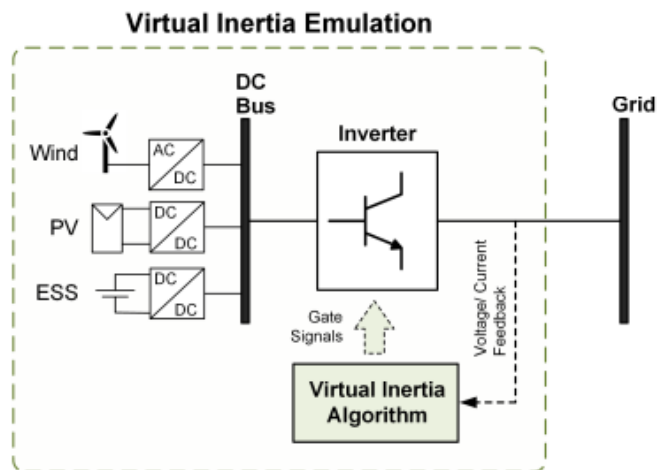 Virtual Inertia Emulation
DC
Bus
Grid
Inverter
Wind
AC
DC
PV
DC
DC
ESS
DC
DC
Gate
Signals
Voltage/ Current
Feedback
Virtual Inertia
Algorithm